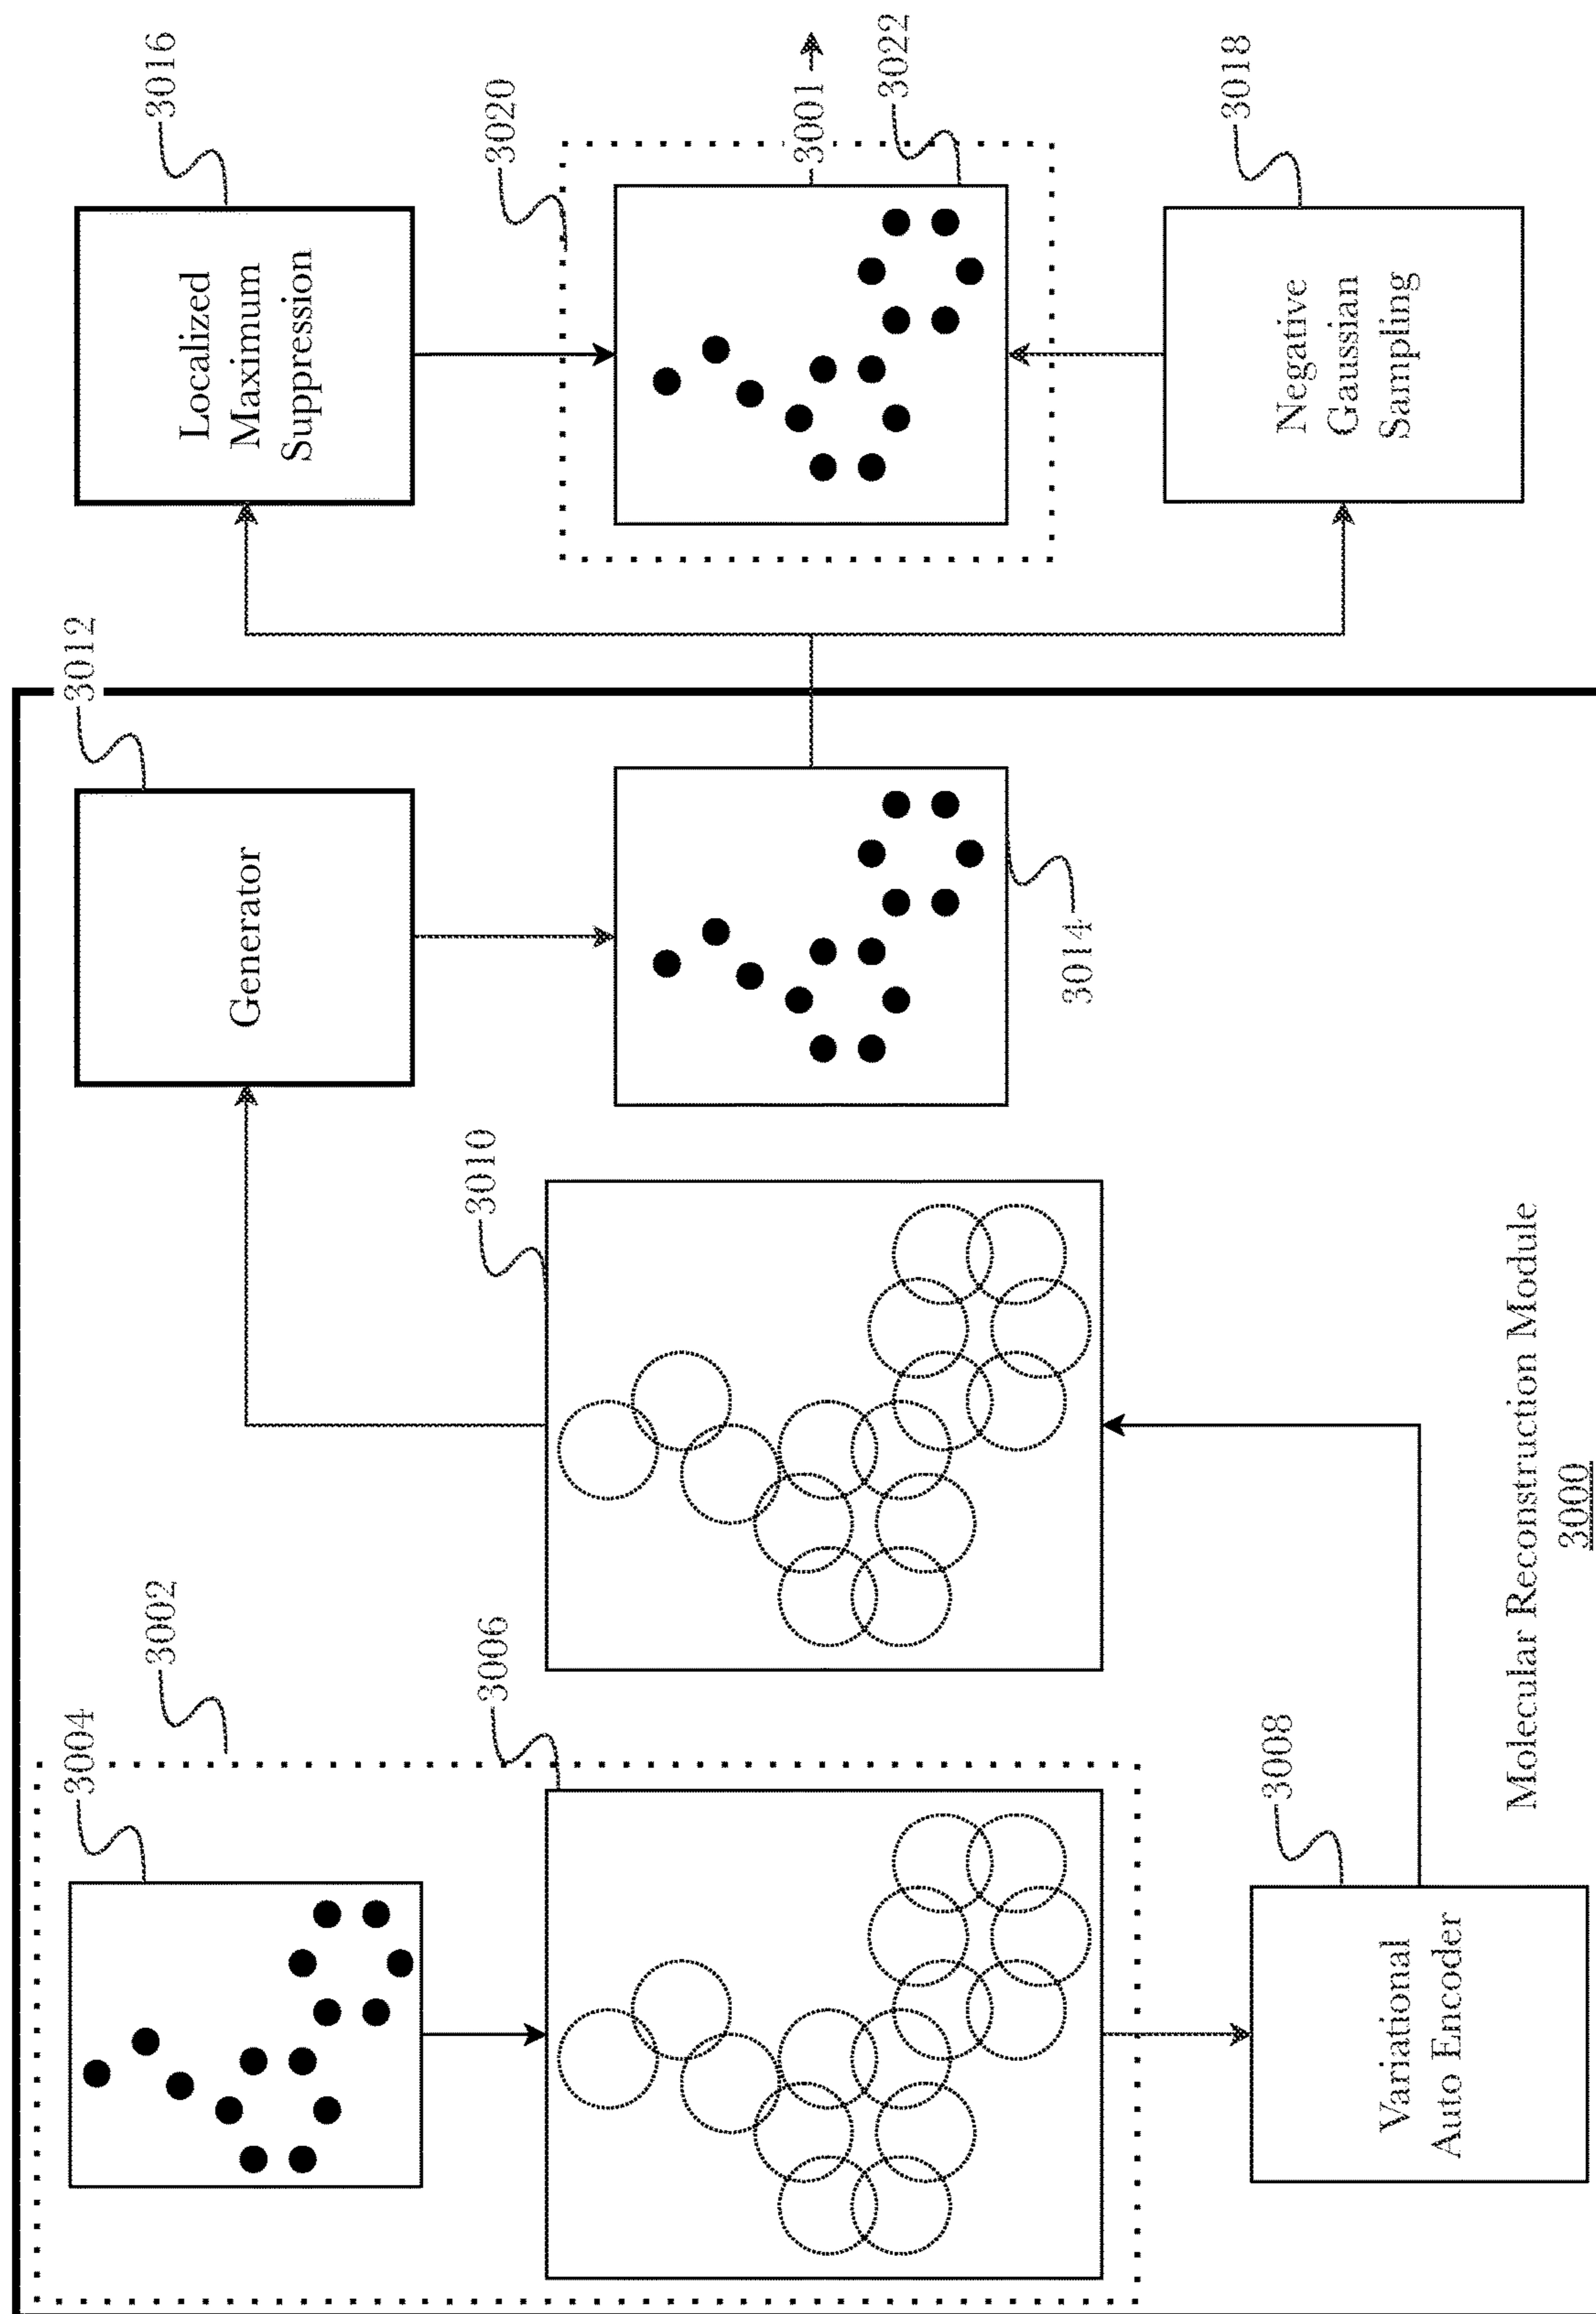 3004
3002
3006
3008
Variational
Auto Encoder
3010
3012
Generator
3014
3016
Localized
Maximum
Suppression
3020
3001
3022
3018
Negative
Gaussian
Sampling
Molecular Reconstruction Module
3000